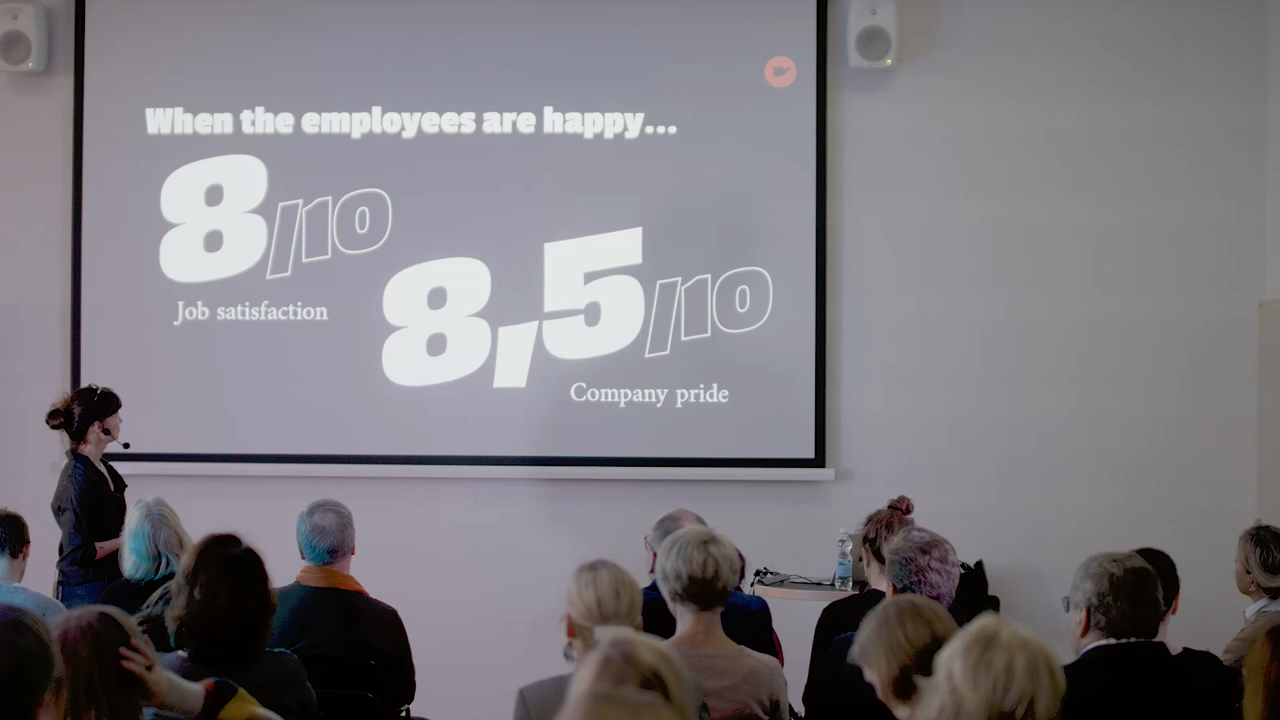 When the employees are happy...
8/10
Job satisfaction
8,5/10
Company pride